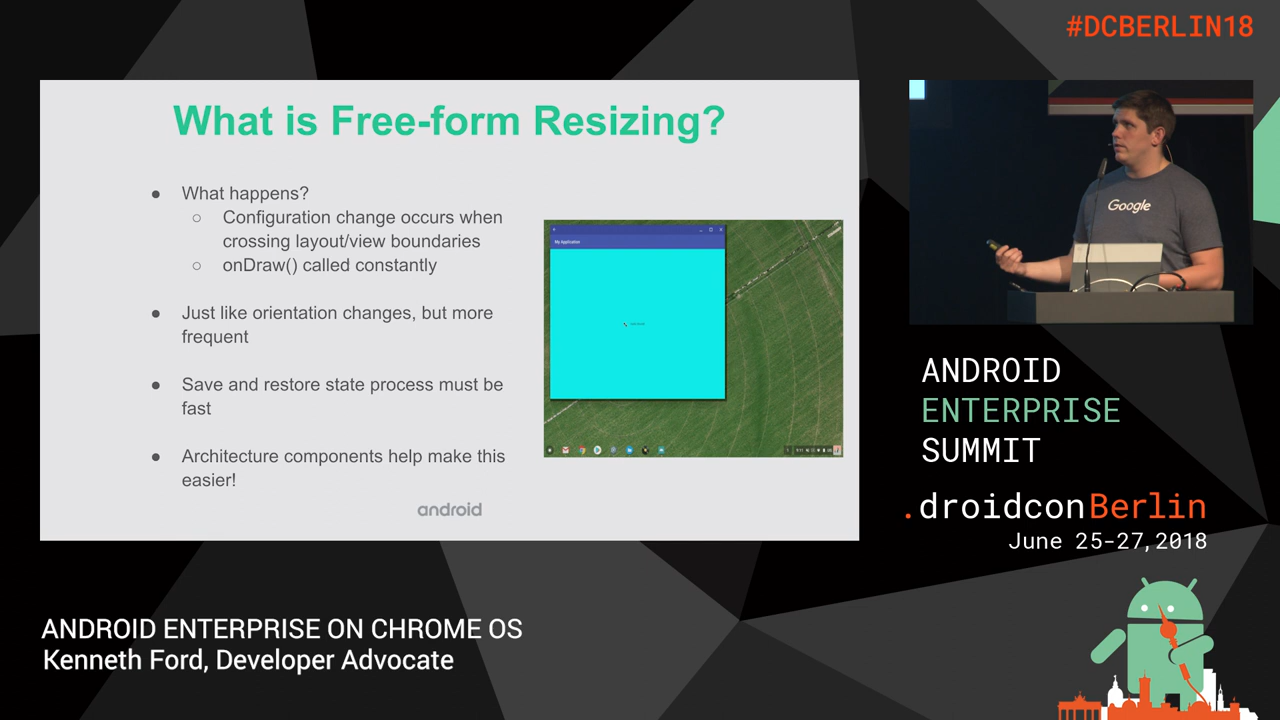 #DCBERLIN18
What is Free-form Resizing?
● What happens?
○ Configuration change occurs when
crossing layout/view boundaries
○ onDraw() called constantly
● Just like orientation changes, but more
frequent
● Save and restore state process must be
fast
● Architecture components help make this
easier!
My Application
android
Google
ANDROID
ENTERPRISE
SUMMIT
.droidconBerlin
June 25-27,2018
ANDROID ENTERPRISE ON CHROME OS
Kenneth Ford, Developer Advocate